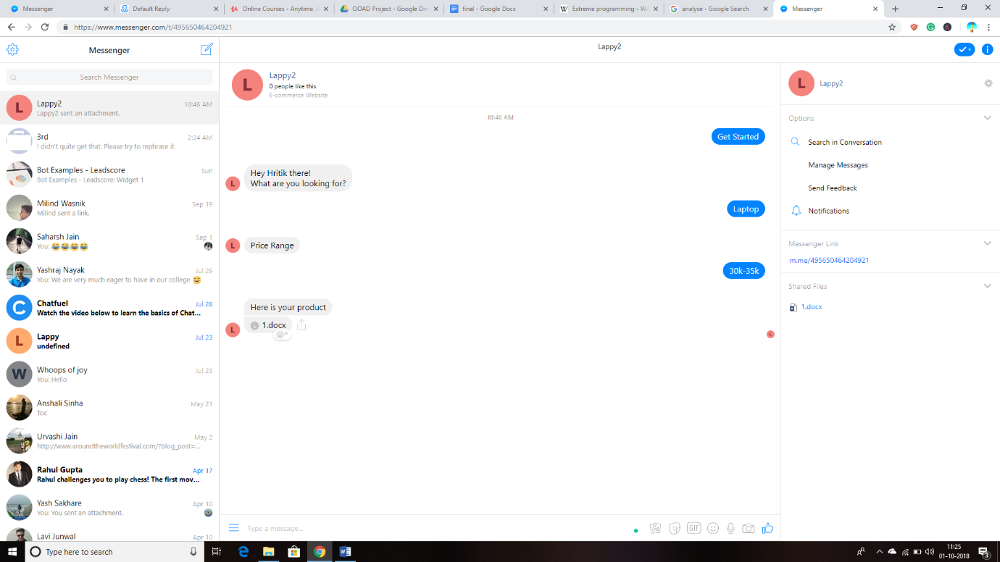 Messenger
Default Reply
Online Courses - Anytime, A
OOAD Project - Google Driv
final - Google Docs
Extreme programming - Wi
analyse - Google Search
Messenger
https://www.messenger.com/t/495650464204921
Messenger
Search Messenger
Lappy2
10:46 AM
Lappy2 sent an attachment.
3rd
2:24 AM
I didn't quite get that. Please try to rephrase it.
Bot Examples - Leadscore
Sun
Bot Examples - Leadscore: Widget 1
Milind Wasnik
Sep 19
Milind sent a link.
Saharsh Jain
Sep 1
You: 😂😂😂😂
Yashraj Nayak
Jul 29
You: We are very much eager to have in our college 😅
Chatfuel
Jul 28
Watch the video below to learn the basics of Chat...
Lappy
Jul 23
undefined
Whoops of joy
Jul 23
You: Hello
Anshali Sinha
May 21
Toc
Urvashi Jain
May 2
http://www.aroundtheworldfestival.com/?blog_post=...
Rahul Gupta
Apr 17
Rahul challenges you to play chess! The first mov...
Yash Sakhare
Apr 10
You: You sent an attachment.
Lavi Junwal
Apr 10
Lappy2
L
Lappy2
0 people like this
E-commerce Website
10:46 AM
Get Started
Hey Hritik there!
What are you looking for?
Laptop
Price Range
30k-35k
Here is your product
1.docx
Type a message...
GIF
L
Lappy2
Options
Search in Conversation
Manage Messages
Send Feedback
Notifications
Messenger Link
m.me/495650464204921
Shared Files
1.docx
Type here to search
11:25
01-10-2018
3